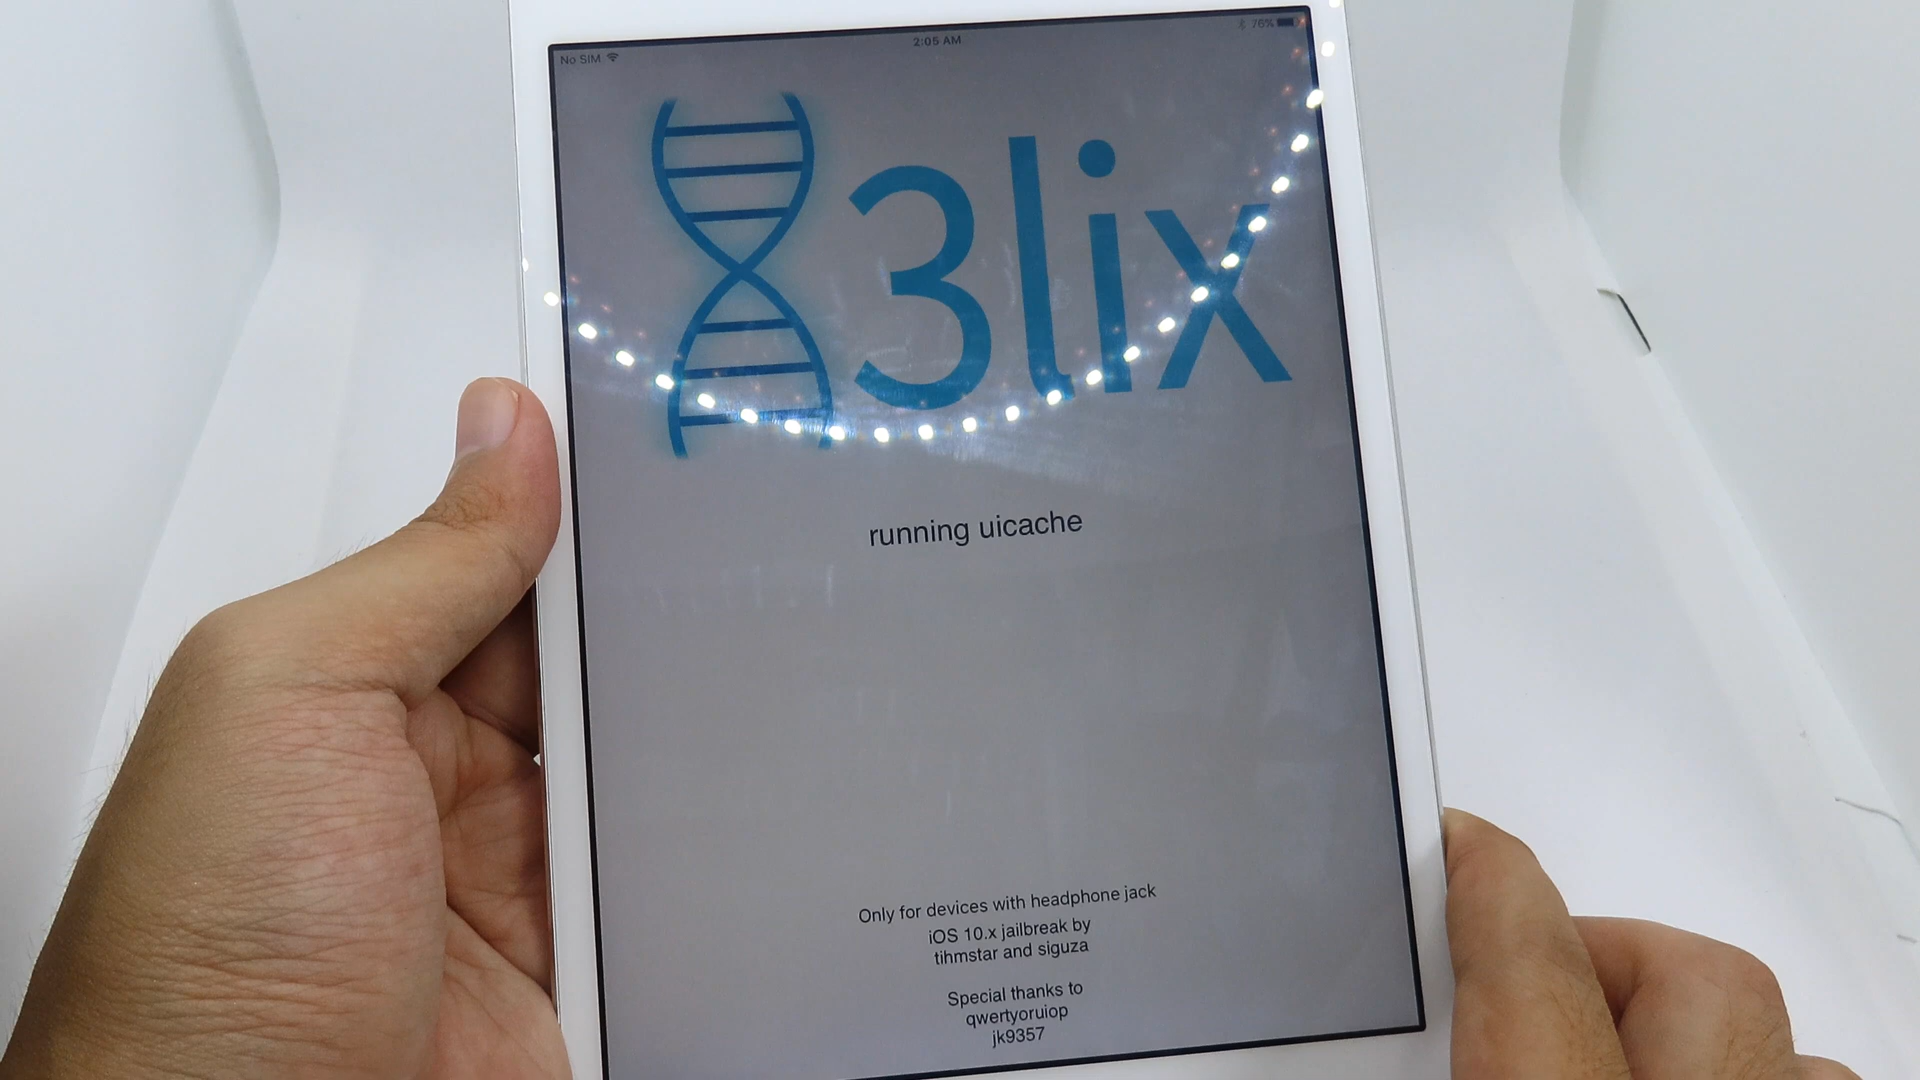 No SIM
2:05 AM
76%
3lix
running uicache
Only for devices with headphone jack
iOS 10.x jailbreak by
tihmstar and siguza
Special thanks to
qwertyoruiop
jk9357